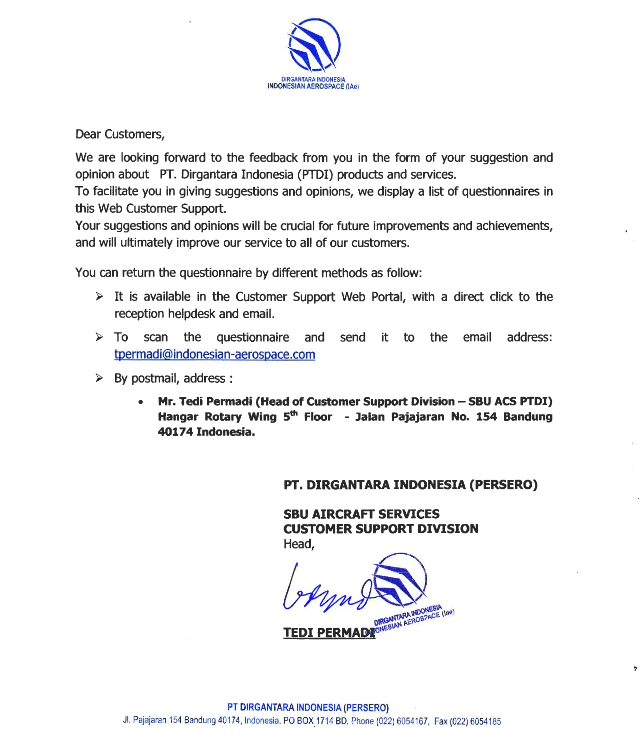 DIRGANTARA INDONESIA
INDONESIAN AEROSPACE (IAe)
Dear Customers,
We are looking forward to the feedback from you in the form of your suggestion and
opinion about PT. Dirgantara Indonesia (PTDI) products and services.
To facilitate you in giving suggestions and opinions, we display a list of questionnaires in
this Web Customer Support.
Your suggestions and opinions will be crucial for future improvements and achievements,
and will ultimately improve our service to all of our customers.
You can return the questionnaire by different methods as follow:
➢ It is available in the Customer Support Web Portal, with a direct click to the
reception helpdesk and email.
➢ To scan the questionnaire and send it to the email address:
tpermadi@indonesian-aerospace.com
➢ By postmail, address :
• Mr. Tedi Permadi (Head of Customer Support Division – SBU ACS PTDI)
Hangar Rotary Wing 5th Floor - Jalan Pajajaran No. 154 Bandung
40174 Indonesia.
PT. DIRGANTARA INDONESIA (PERSERO)
SBU AIRCRAFT SERVICES
CUSTOMER SUPPORT DIVISION
Head,
DIRGANTARA INDONESIA
INDONESIAN AEROSPACE (Iae)
TEDI PERMADI
PT DIRGANTARA INDONESIA (PERSERO)
Jl. Pajajaran 154 Bandung 40174, Indonesia. PO BOX 1714 BD. Phone (022) 6054167, Fax (022) 6054185